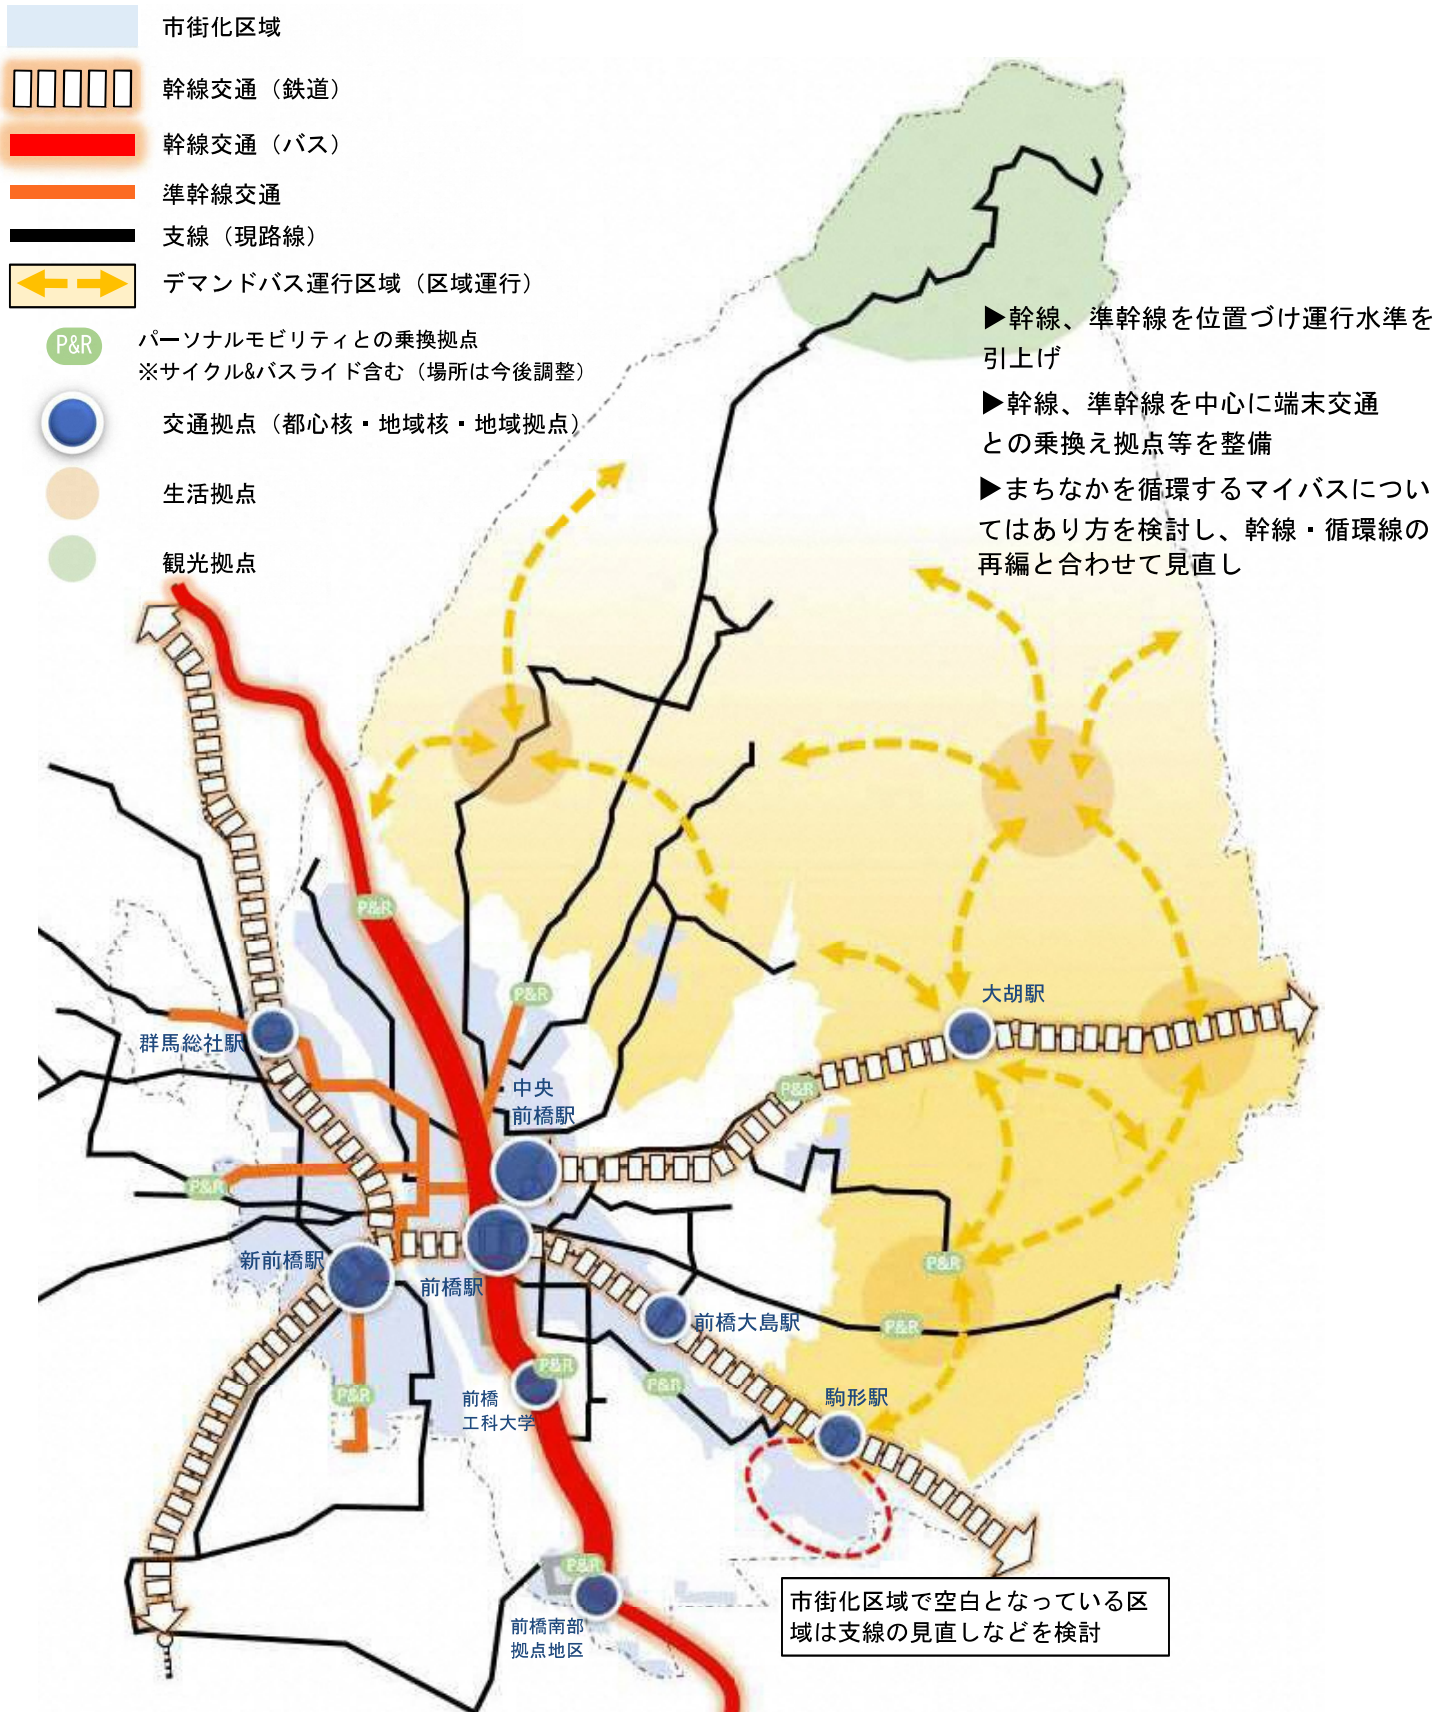 市街化区域
幹線交通（鉄道）
幹線交通（バス）
準幹線交通
支線（現路線）
デマンドバス運行区域（区域運行）
P&R
パーソナルモビリティとの乗換拠点
※サイクル&バスライド含む（場所は今後調整）
交通拠点（都心核・地域核・地域拠点）
生活拠点
観光拠点
▶幹線、準幹線を位置づけ運行水準を
引上げ
▶幹線、準幹線を中心に端末交通
との乗換え拠点等を整備
▶まちなかを循環するマイバスについ
てはあり方を検討し、幹線・循環線の
再編と合わせて見直し
P&R
P&R
大胡駅
群馬総社駅
中央
前橋駅
P&R
P&R
新前橋駅
前橋駅
P&R
前橋大島駅
P&R
P&R
P&R
P&R
前橋
工科大学
駒形駅
P&R
前橋南部
拠点地区
市街化区域で空白となっている区
域は支線の見直しなどを検討